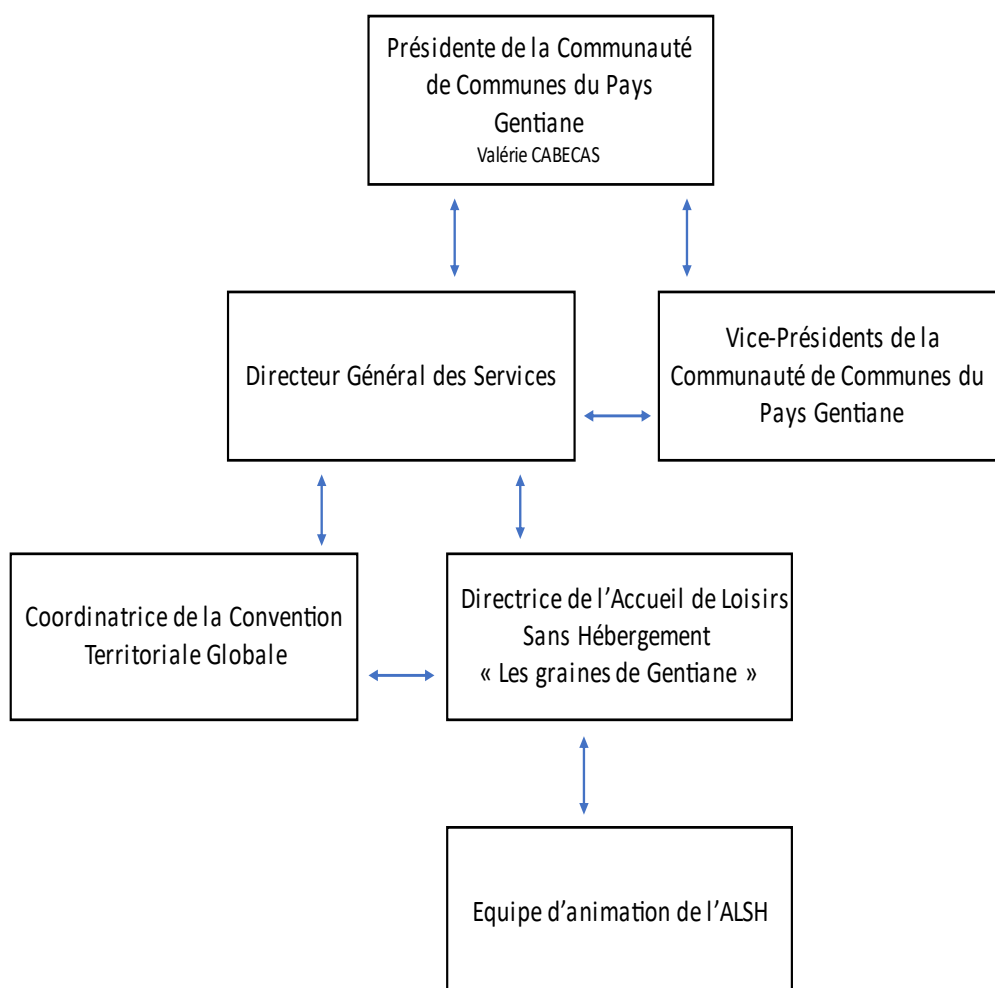 Présidente de la Communauté
de Communes du Pays
Gentiane
Valérie CABECAS
Directeur Général des Services
Vice-Présidents de la
Communauté de Communes du
Pays Gentiane
Coordinatrice de la Convention
Territoriale Globale
Directrice de l’Accueil de Loisirs
Sans Hébergement
« Les graines de Gentiane »
Equipe d’animation de l’ALSH